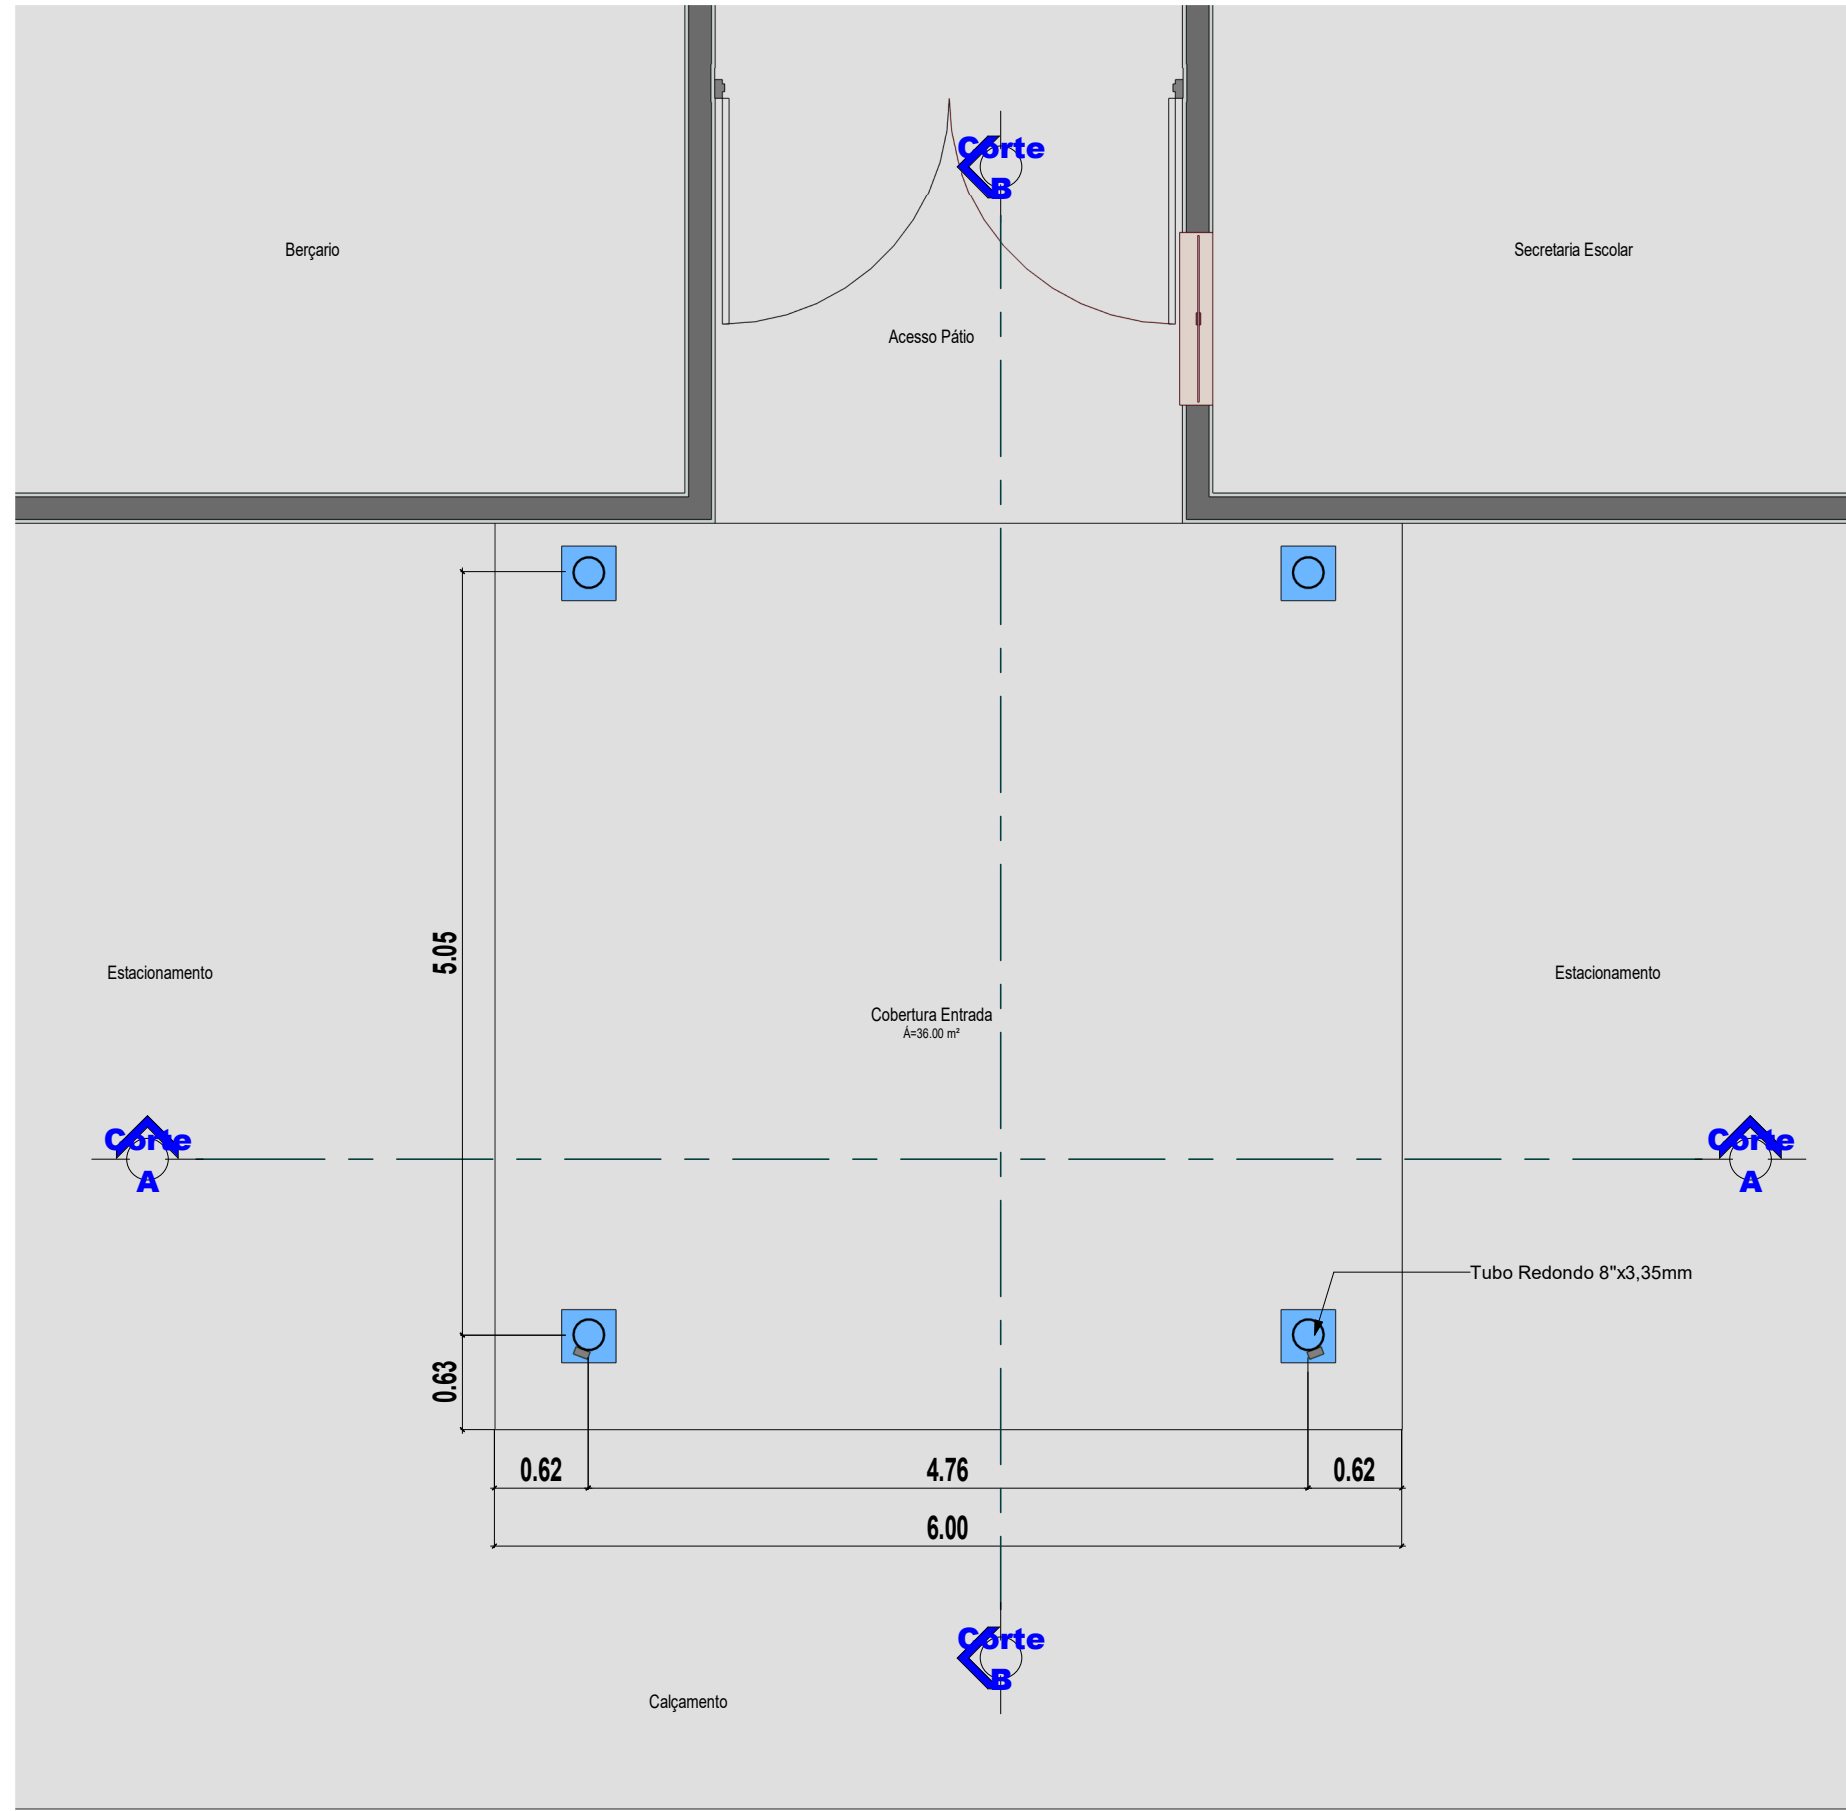 Corte
B
Berçario
Secretaria Escolar
Acesso Pátio
5.05
Estacionamento
Estacionamento
Cobertura Entrada
Á=36.00 m²
Corte
A
Corte
A
Tubo Redondo 8"x3,35mm
0.63
0.62
4.76
0.62
6.00
Corte
B
Calçamento